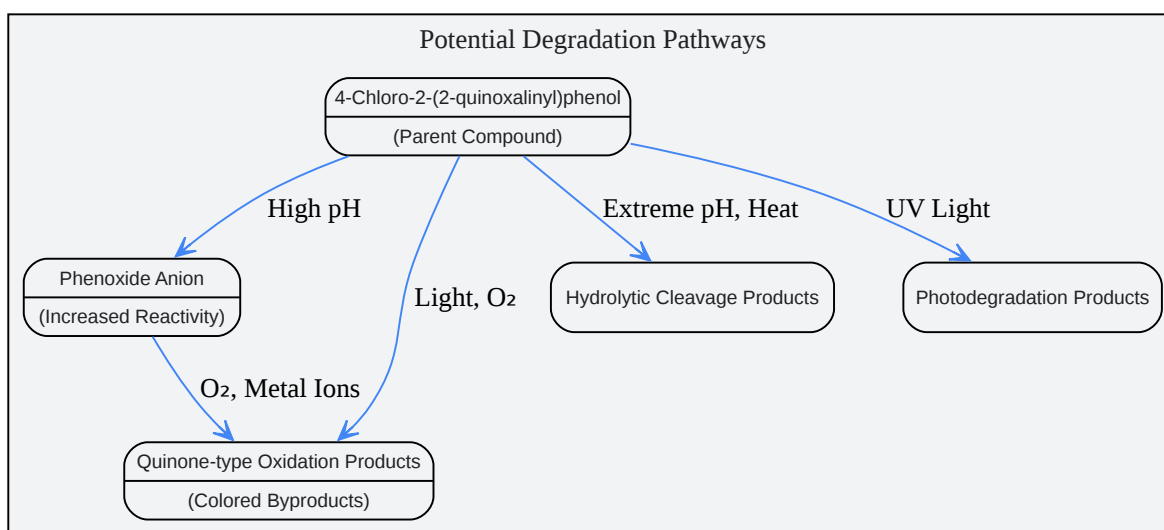 Potential Degradation Pathways
4-Chloro-2-(2-quinoxalinyl)phenol
(Parent Compound)
High pH
Extreme pH, Heat
UV Light
Phenoxide Anion
(Increased Reactivity)
Light, O₂
Hydrolytic Cleavage Products
Photodegradation Products
O₂, Metal Ions
Quinone-type Oxidation Products
(Colored Byproducts)